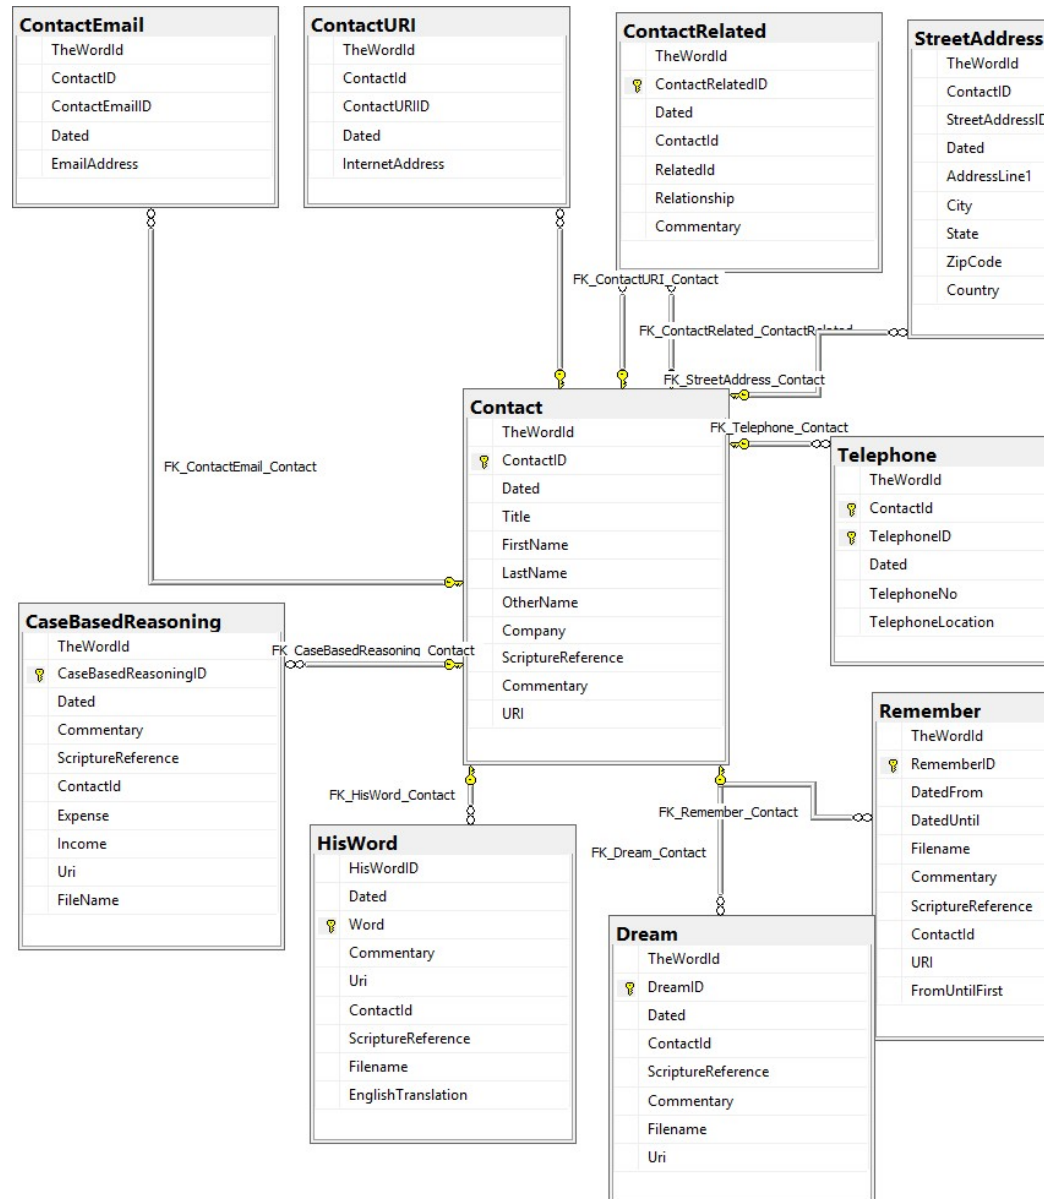 ContactEmail
TheWordId
ContactID
ContactEmailID
Dated
EmailAddress
ContactURI
TheWordId
ContactId
ContactURIID
Dated
InternetAddress
ContactRelated
TheWordId
ContactRelatedID
Dated
ContactId
RelatedId
Relationship
Commentary
StreetAddress
TheWordId
ContactID
StreetAddressID
Dated
AddressLine1
City
State
ZipCode
Country
FK_ContactURI_Contact
FK_ContactRelated_ContactRelated
FK_StreetAddress_Contact
FK_Telephone_Contact
FK_ContactEmail_Contact
Contact
TheWordId
ContactID
Dated
Title
FirstName
LastName
OtherName
Company
ScriptureReference
Commentary
URI
Telephone
TheWordId
ContactId
TelephoneID
Dated
TelephoneNo
TelephoneLocation
CaseBasedReasoning
TheWordId
CaseBasedReasoningID
Dated
Commentary
ScriptureReference
ContactId
Expense
Income
Uri
FileName
FK_CaseBasedReasoning_Contact
FK_HisWord_Contact
FK_Remember_Contact
FK_Dream_Contact
Remember
TheWordId
RememberID
DatedFrom
DatedUntil
Filename
Commentary
ScriptureReference
ContactId
URI
FromUntilFirst
HisWord
HisWordID
Dated
Word
Commentary
Uri
ContactId
ScriptureReference
Filename
EnglishTranslation
Dream
TheWordId
DreamID
Dated
ContactId
ScriptureReference
Commentary
Filename
Uri